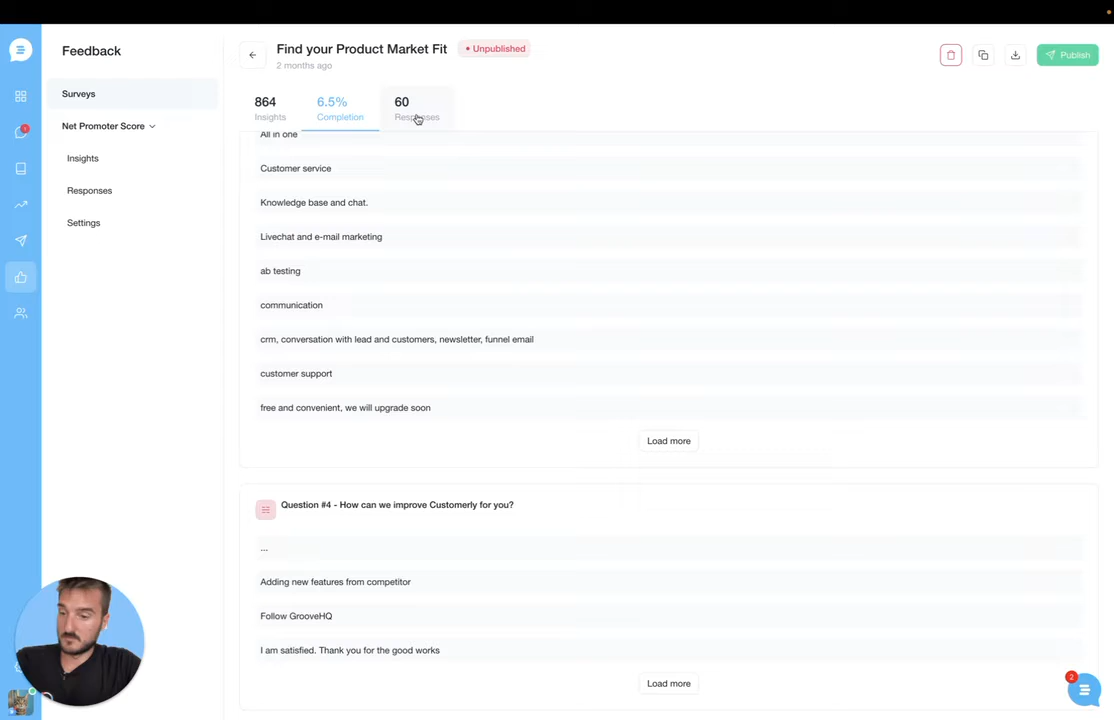 Feedback
Find your Product Market Fit
• Unpublished
Publish
2 months ago
Surveys
864
6.5%
60
Insights
Completion
Responses
Net Promoter Score
1
Insights
Responses
Settings
All in one
Customer service
Knowledge base and chat.
Livechat and e-mail marketing
ab testing
communication
crm, conversation with lead and customers, newsletter, funnel email
customer support
free and convenient, we will upgrade soon
Load more
Question #4 - How can we improve Customerly for you?
...
Adding new features from competitor
Follow GrooveHQ
I am satisfied. Thank you for the good works
Load more
2